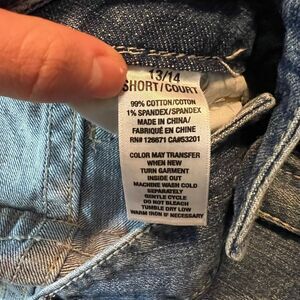 13/14
SHORT/COURT
99% COTTON/COTON
1% SPANDEX/SPANDEX
MADE IN CHINA/
FABRIQUÉ EN CHINE
RN# 128671 CA#53201
COLOR MAY TRANSFER
WHEN NEW
TURN GARMENT
INSIDE OUT
MACHINE WASH COLD
SEPARATELY
GENTLE CYCLE
DO NOT BLEACH
TUMBLE DRY LOW
WARM IRON IF NECESSARY